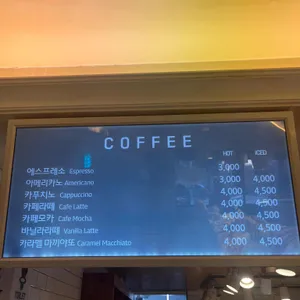 COFFEE
HOT ICED
에스프레소 Espresso 3,000
아메리카노 Americano 3,000 4,000
카푸치노 Cappuccino 4,000 4,500
카페라떼 Cafe Latte 4,000 4,500
카페모카 Cafe Mocha 4,000 4,500
바닐라라떼 Vanilla Latte 4,000 4,500
카라멜 마끼아또 Caramel Macchiato 4,000 4,500